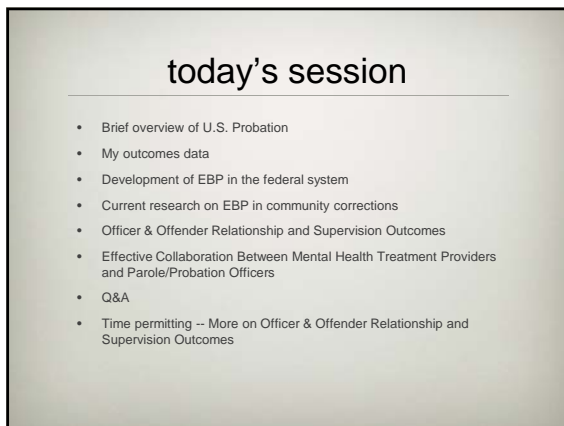 today's session
• Brief overview of U.S. Probation
• My outcomes data
• Development of EBP in the federal system
• Current research on EBP in community corrections
• Officer & Offender Relationship and Supervision Outcomes
• Effective Collaboration Between Mental Health Treatment Providers
and Parole/Probation Officers
• Q&A
• Time permitting -- More on Officer & Offender Relationship and
Supervision Outcomes